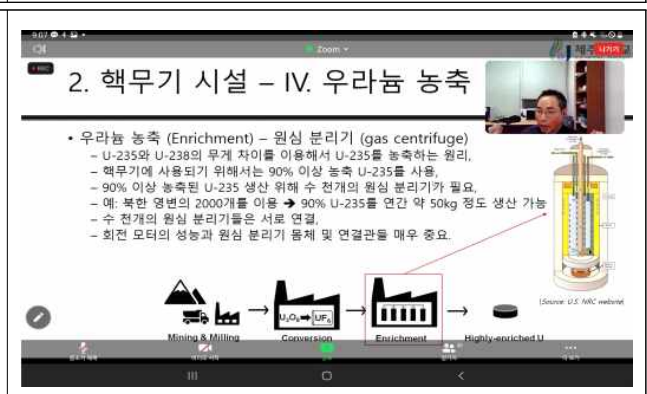 9:07
Zoom
제주
나가기
REC
2. 핵무기 시설 – IV. 우라늄 농축
• 우라늄 농축 (Enrichment) – 원심 분리기 (gas centrifuge)
– U-235와 U-238의 무게 차이를 이용해서 U-235를 농축하는 원리,
– 핵무기에 사용되기 위해서는 90% 이상 농축 U-235를 사용,
– 90% 이상 농축된 U-235 생산 위해 수 천개의 원심 분리기가 필요,
– 예: 북한 영변의 2000개를 이용 ➔ 90% U-235를 연간 약 50kg 정도 생산 가능
– 수 천개의 원심 분리기들은 서로 연결,
– 회전 모터의 성능과 원심 분리기 몸체 및 연결관들 매우 중요.
(Source: U.S. NRC website)
U₃O₈➔UF₆
Mining & Milling
Conversion
Enrichment
Highly-enriched U